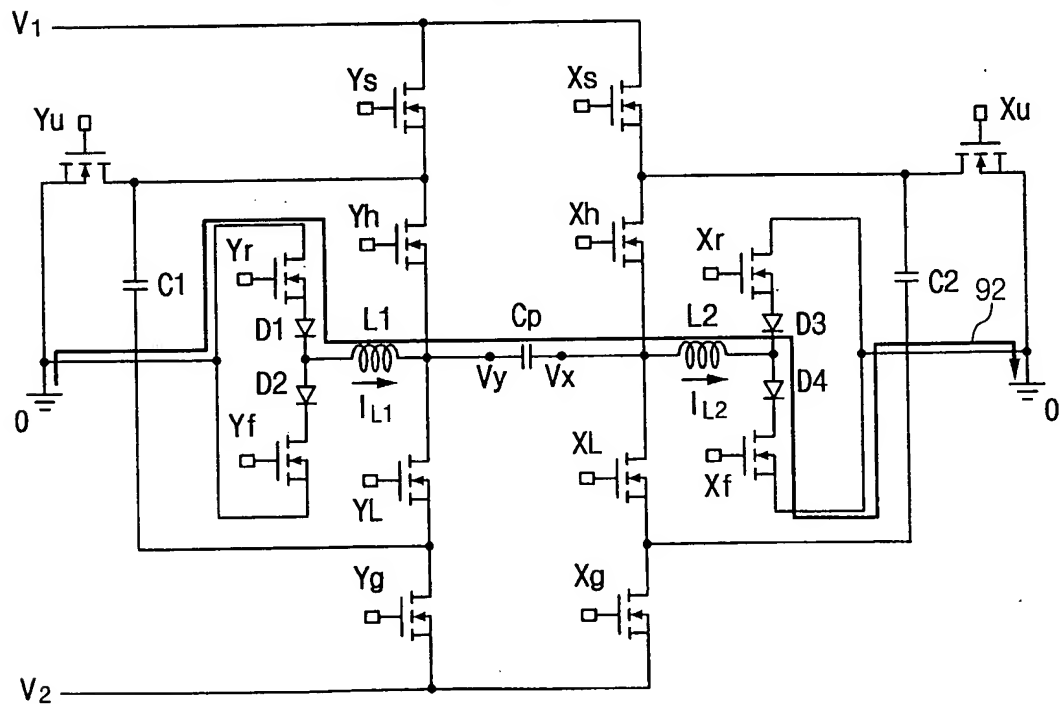 V1
Ys
Xs
Yu
Xu
Yh
Xh
Yr
Xr
C1
C2
92
D1
L1
Cp
L2
D3
Vy
Vx
D2
IL1
IL2
D4
0
0
Yf
XL
YL
Xf
Yg
Xg
V2